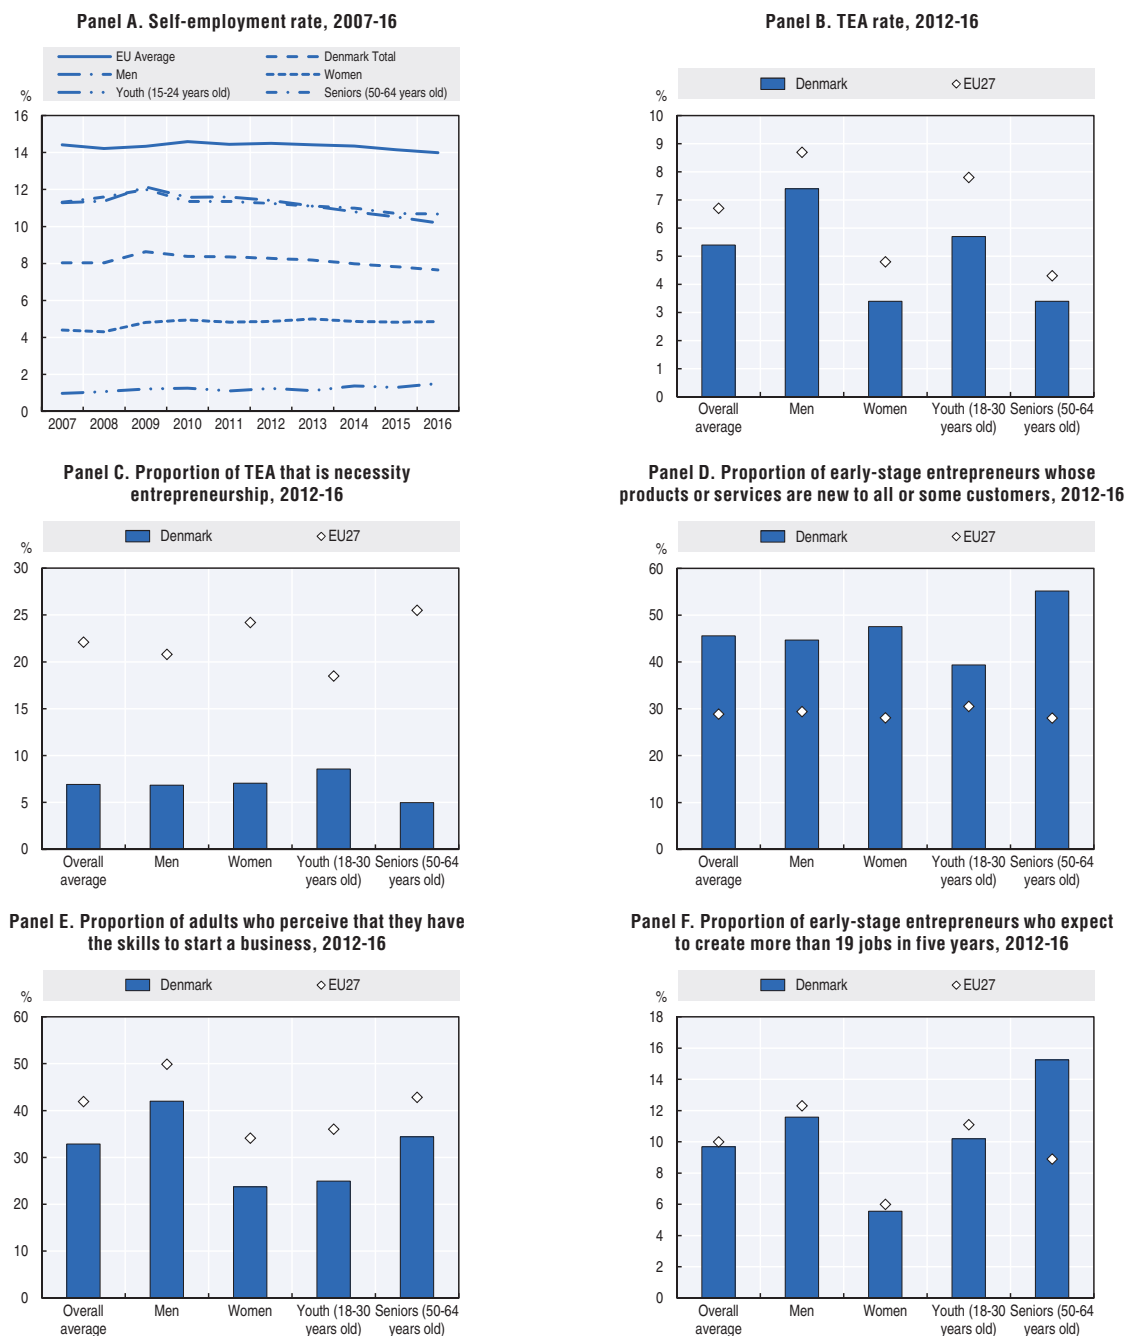 Panel A. Self-employment rate, 2007-16
EU Average
Denmark Total
Men
Women
Youth (15-24 years old)
Seniors (50-64 years old)
%
16
14
12
10
8
6
4
2
0
2007 2008 2009 2010 2011 2012 2013 2014 2015 2016
Panel B. TEA rate, 2012-16
Denmark
EU27
%
10
9
8
7
6
5
4
3
2
1
0
Overall average
Men
Women
Youth (18-30 years old)
Seniors (50-64 years old)
Panel C. Proportion of TEA that is necessity
entrepreneurship, 2012-16
Denmark
EU27
%
30
25
20
15
10
5
0
Overall average
Men
Women
Youth (18-30 years old)
Seniors (50-64 years old)
Panel D. Proportion of early-stage entrepreneurs whose
products or services are new to all or some customers, 2012-16
Denmark
EU27
%
60
50
40
30
20
10
0
Overall average
Men
Women
Youth (18-30 years old)
Seniors (50-64 years old)
Panel E. Proportion of adults who perceive that they have
the skills to start a business, 2012-16
Denmark
EU27
%
60
50
40
30
20
10
0
Overall average
Men
Women
Youth (18-30 years old)
Seniors (50-64 years old)
Panel F. Proportion of early-stage entrepreneurs who expect
to create more than 19 jobs in five years, 2012-16
Denmark
EU27
%
18
16
14
12
10
8
6
4
2
0
Overall average
Men
Women
Youth (18-30 years old)
Seniors (50-64 years old)